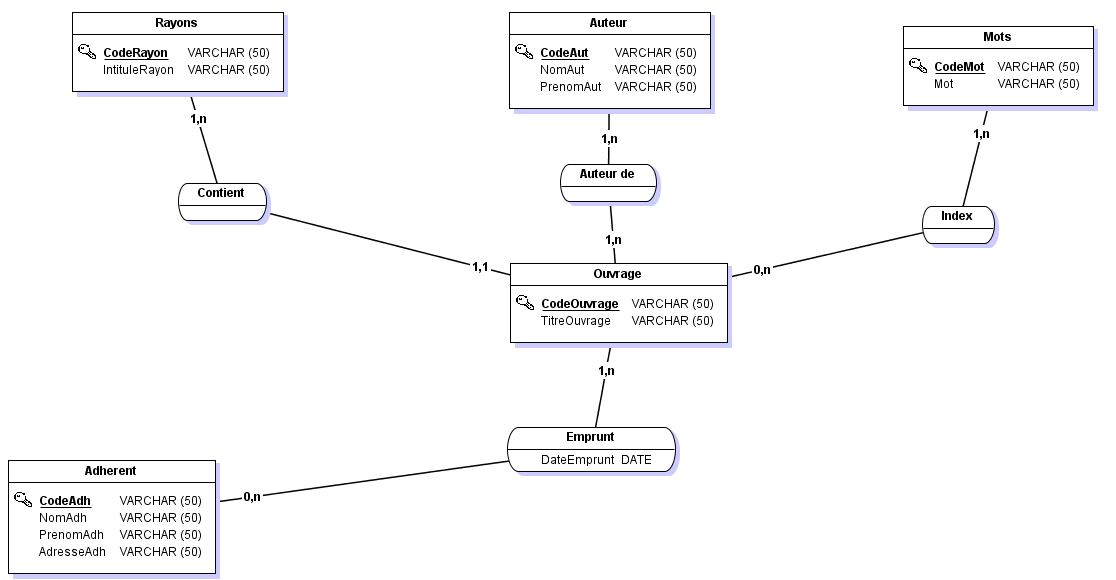 Rayons
CodeRayon VARCHAR (50)
IntituleRayon VARCHAR (50)
Auteur
CodeAut VARCHAR (50)
NomAut VARCHAR (50)
PrenomAut VARCHAR (50)
Mots
CodeMot VARCHAR (50)
Mot VARCHAR (50)
1,n
1,n
1,n
Contient
Auteur de
Index
1,1
1,n
0,n
Ouvrage
CodeOuvrage VARCHAR (50)
TitreOuvrage VARCHAR (50)
1,n
Emprunt
DateEmprunt DATE
0,n
Adherent
CodeAdh VARCHAR (50)
NomAdh VARCHAR (50)
PrenomAdh VARCHAR (50)
AdresseAdh VARCHAR (50)